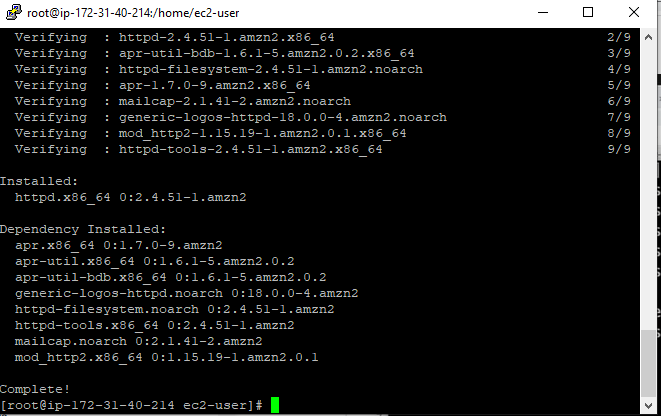 root@ip-172-31-40-214:/home/ec2-user
Verifying : httpd-2.4.51-1.amzn2.x86_64 2/9
Verifying : apr-util-bdb-1.6.1-5.amzn2.0.2.x86_64 3/9
Verifying : httpd-filesystem-2.4.51-1.amzn2.noarch 4/9
Verifying : apr-1.7.0-9.amzn2.x86_64 5/9
Verifying : mailcap-2.1.41-2.amzn2.noarch 6/9
Verifying : generic-logos-httpd-18.0.0-4.amzn2.noarch 7/9
Verifying : mod_http2-1.15.19-1.amzn2.0.1.x86_64 8/9
Verifying : httpd-tools-2.4.51-1.amzn2.x86_64 9/9
Installed:
httpd.x86_64 0:2.4.51-1.amzn2
Dependency Installed:
apr.x86_64 0:1.7.0-9.amzn2
apr-util.x86_64 0:1.6.1-5.amzn2.0.2
apr-util-bdb.x86_64 0:1.6.1-5.amzn2.0.2
generic-logos-httpd.noarch 0:18.0.0-4.amzn2
httpd-filesystem.noarch 0:2.4.51-1.amzn2
httpd-tools.x86_64 0:2.4.51-1.amzn2
mailcap.noarch 0:2.1.41-2.amzn2
mod_http2.x86_64 0:1.15.19-1.amzn2.0.1
Complete!
[root@ip-172-31-40-214 ec2-user]#